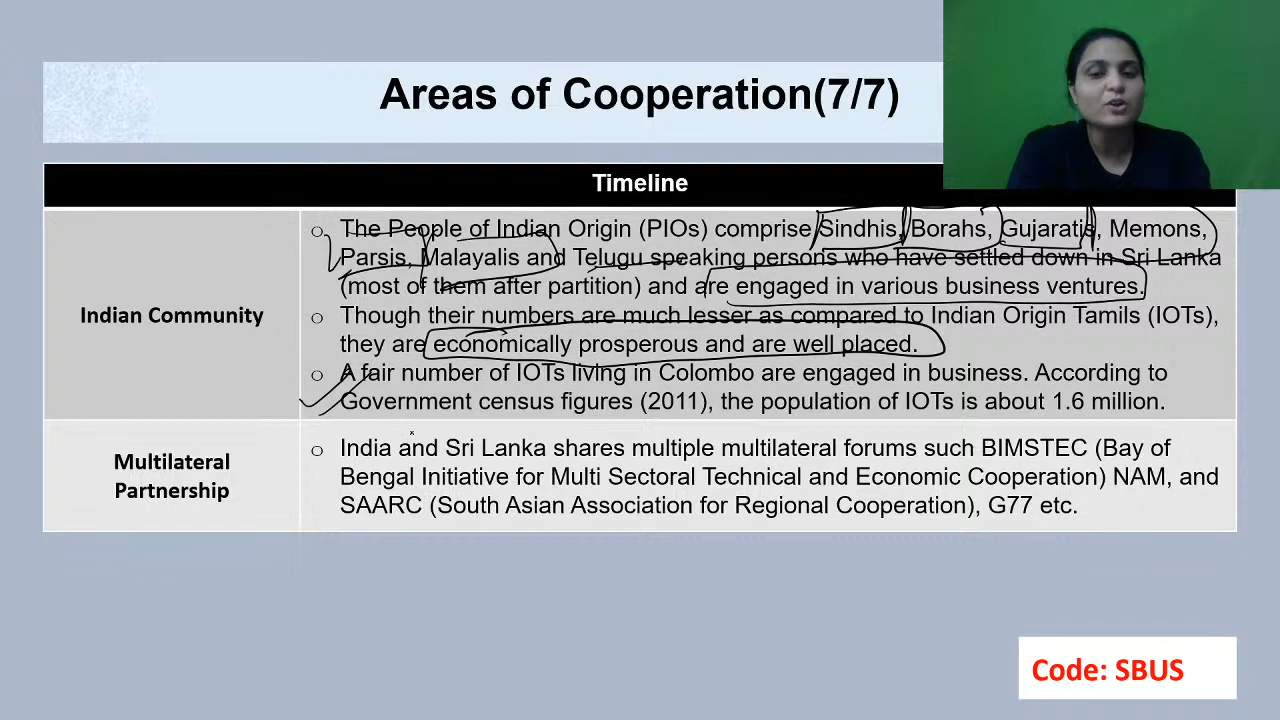 Areas of Cooperation(7/7)
Timeline
Indian Community
o The People of Indian Origin (PIOs) comprise Sindhis, Borahs, Gujaratis, Memons,
Parsis, Malayalis and Telugu speaking persons who have settled down in Sri Lanka
(most of them after partition) and are engaged in various business ventures.
o Though their numbers are much lesser as compared to Indian Origin Tamils (IOTs),
they are economically prosperous and are well placed.
o A fair number of IOTs living in Colombo are engaged in business. According to
Government census figures (2011), the population of IOTs is about 1.6 million.
Multilateral
Partnership
o India and Sri Lanka shares multiple multilateral forums such BIMSTEC (Bay of
Bengal Initiative for Multi Sectoral Technical and Economic Cooperation) NAM, and
SAARC (South Asian Association for Regional Cooperation), G77 etc.
Code: SBUS